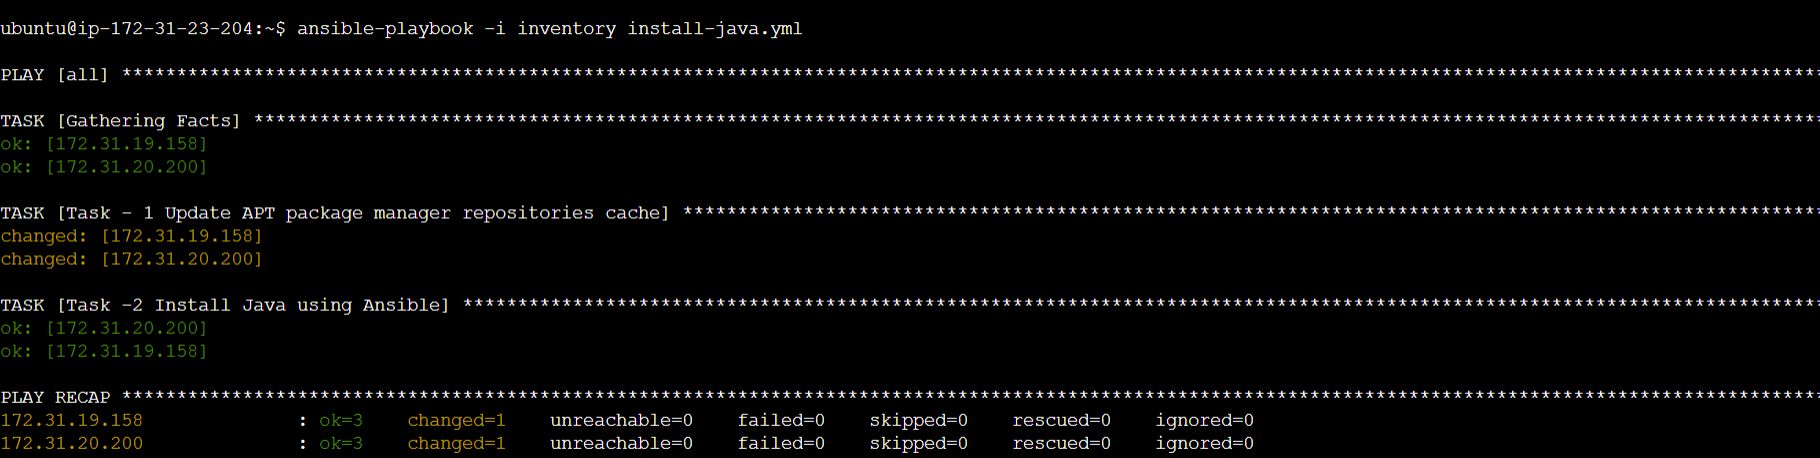 ubuntu@ip-172-31-23-204:~$ ansible-playbook -i inventory install-java.yml
PLAY [all] **********************************************************************************************************************************************************
TASK [Gathering Facts] **********************************************************************************************************************************************
ok: [172.31.19.158]
ok: [172.31.20.200]
TASK [Task - 1 Update APT package manager repositories cache] *******************************************************************************************************
changed: [172.31.19.158]
changed: [172.31.20.200]
TASK [Task -2 Install Java using Ansible] ***************************************************************************************************************************
ok: [172.31.20.200]
ok: [172.31.19.158]
PLAY RECAP **********************************************************************************************************************************************************
172.31.19.158 : ok=3 changed=1 unreachable=0 failed=0 skipped=0 rescued=0 ignored=0
172.31.20.200 : ok=3 changed=1 unreachable=0 failed=0 skipped=0 rescued=0 ignored=0